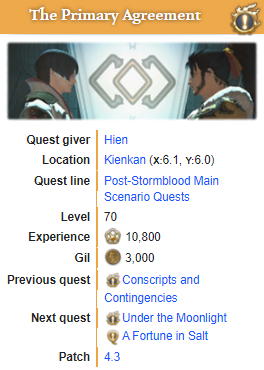 The Primary Agreement
Quest giver Hien
Location Kienkan (x:6.1, Y:6.0)
Quest line Post-Stormblood Main
Scenario Quests
Level 70
Experience 10,800
Gil 3,000
Previous quest Conscripts and
Contingencies
Next quest Under the Moonlight
A Fortune in Salt
Patch 4.3